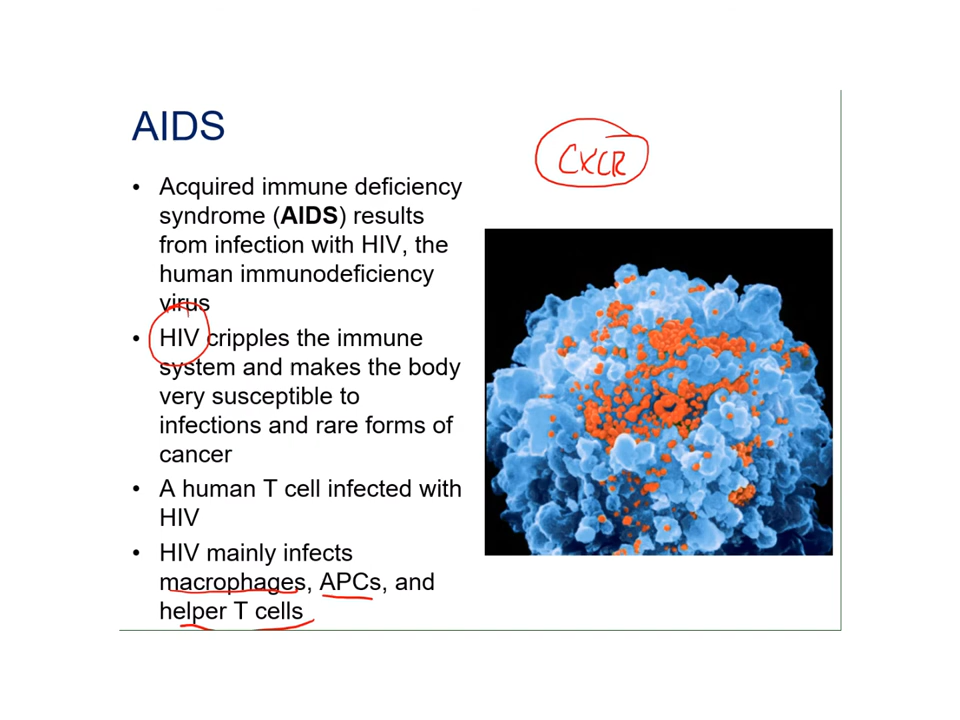 AIDS
CXCR
• Acquired immune deficiency
syndrome (AIDS) results
from infection with HIV, the
human immunodeficiency
virus
• HIV cripples the immune
system and makes the body
very susceptible to
infections and rare forms of
cancer
• A human T cell infected with
HIV
• HIV mainly infects
macrophages, APCs, and
helper T cells